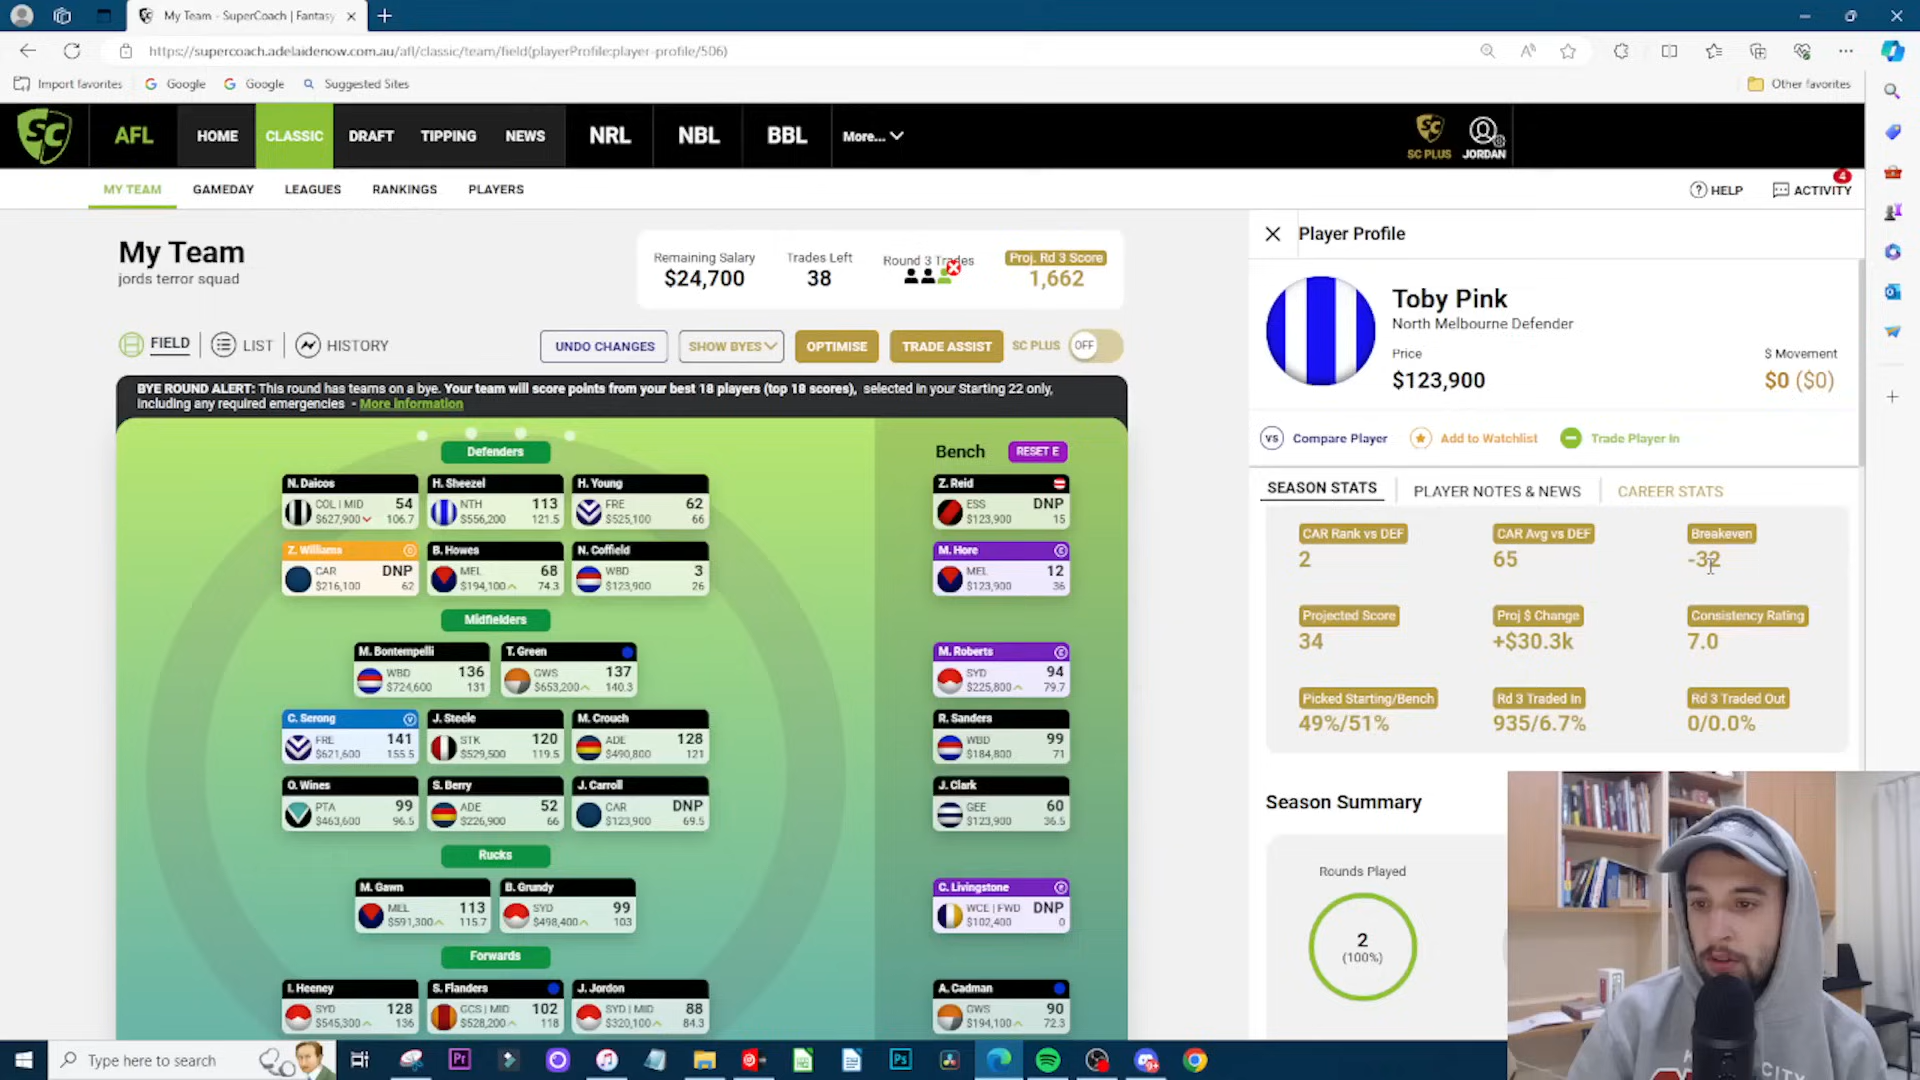 My Team - SuperCoach | Fantasy
https://supercoach.adelaidenow.com.au/afl/classic/team/field(playerProfile:player-profile/506)
Import favorites Google Google Suggested Sites Other favorites
SC AFL HOME CLASSIC DRAFT TIPPING NEWS NRL NBL BBL More... SC SC PLUS JORDAN
MY TEAM GAMEDAY LEAGUES RANKINGS PLAYERS HELP ACTIVITY 4
My Team
jords terror squad
Remaining Salary Trades Left Round 3 Trades Proj. Rd 3 Score
$24,700 38 1,662
FIELD LIST HISTORY UNDO CHANGES SHOW BYES OPTIMISE TRADE ASSIST SC PLUS OFF
BYE ROUND ALERT: This round has teams on a bye. Your team will score points from your best 18 players (top 18 scores), selected in your Starting 22 only,
including any required emergencies - More information
Defenders
Bench RESET E
N. Daicos H. Sheezel H. Young Z. Reid
COL | MID 54 NTH 113 FRE 62 ESS DNP
$627,900 106.7 $556,200 121.5 $525,100 66 $123,900 15
Z. Williams C B. Howes N. Coffield M. Hore E
CAR DNP MEL 68 WBD 3 MEL 12
$216,100 62 $194,100 74.3 $123,900 26 $123,900 36
Midfielders
M. Bontempelli T. Green M. Roberts E
WBD 136 GWS 137 SYD 94
$724,600 131 $653,200 140.3 $225,800 79.7
C. Serong V J. Steele M. Crouch R. Sanders
FRE 141 STK 120 ADE 128 WBD 99
$621,600 155.5 $529,500 119.5 $490,800 121 $184,800 71
O. Wines S. Berry J. Carroll J. Clark
PTA 99 ADE 52 CAR DNP GEE 60
$463,600 96.5 $226,900 66 $123,900 69.5 $123,900 36.5
Rucks
M. Gawn B. Grundy C. Livingstone E
MEL 113 SYD 99 WCE | FWD DNP
$591,300 115.7 $498,400 103 $102,400 0
Forwards
I. Heeney S. Flanders J. Jordon A. Cadman
SYD 128 GCS | MID 102 SYD | MID 88 GWS 90
$545,300 136 $528,200 118 $320,100 84.3 $194,100 72.3
Player Profile
Toby Pink
North Melbourne Defender
Price $ Movement
$123,900 $0 ($0)
VS Compare Player Add to Watchlist Trade Player In
SEASON STATS PLAYER NOTES & NEWS CAREER STATS
CAR Rank vs DEF CAR Avg vs DEF Breakeven
2 65 -32
Projected Score Proj $ Change Consistency Rating
34 +$30.3k 7.0
Picked Starting/Bench Rd 3 Traded In Rd 3 Traded Out
49%/51% 935/6.7% 0/0.0%
Season Summary
Rounds Played
2
(100%)
CITY
Type here to search Pr Ps